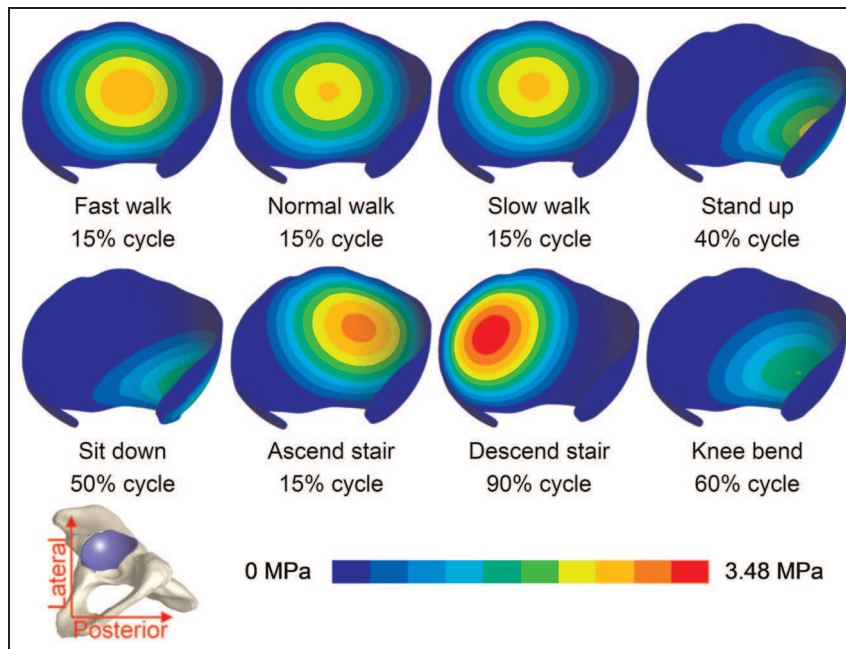 Fast walk
15% cycle
Normal walk
15% cycle
Slow walk
15% cycle
Stand up
40% cycle
Sit down
50% cycle
Ascend stair
15% cycle
Descend stair
90% cycle
Knee bend
60% cycle
Lateral
Posterior
0 MPa
3.48 MPa